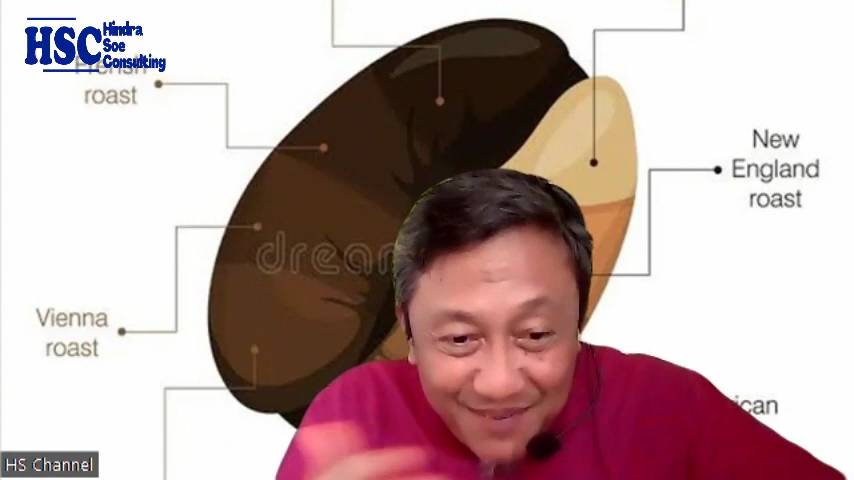 HSC
Hindra
Soe
Consulting
roast
New
England
roast
Vienna
roast
HS Channel